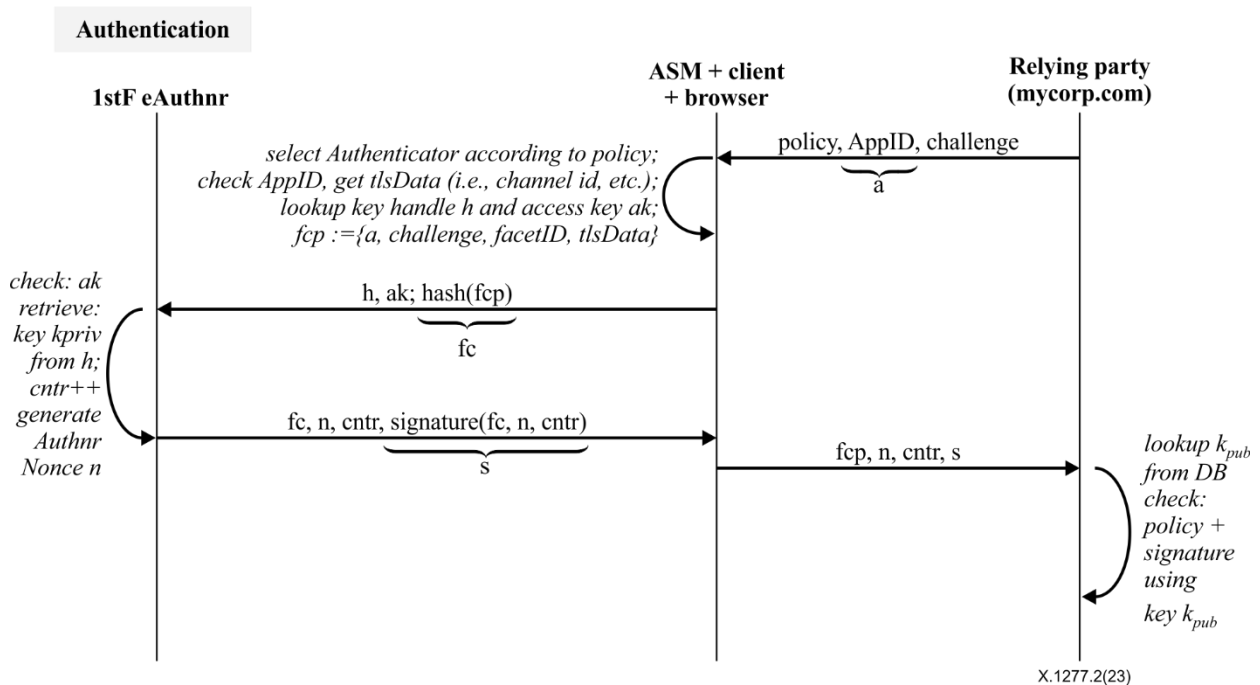 Authentication
1stF eAuthnr
ASM + client
+ browser
Relying party
(mycorp.com)
policy, AppID, challenge
a
select Authenticator according to policy;
check AppID, get tlsData (i.e., channel id, etc.);
lookup key handle h and access key ak;
fcp :={a, challenge, facetID, tlsData}
h, ak; hash(fcp)
fc
check: ak
retrieve:
key kpriv
from h;
cntr++
generate
Authnr
Nonce n
fc, n, cntr, signature(fc, n, cntr)
s
fcp, n, cntr, s
lookup kpub
from DB
check:
policy +
signature
using
key kpub
X.1277.2(23)